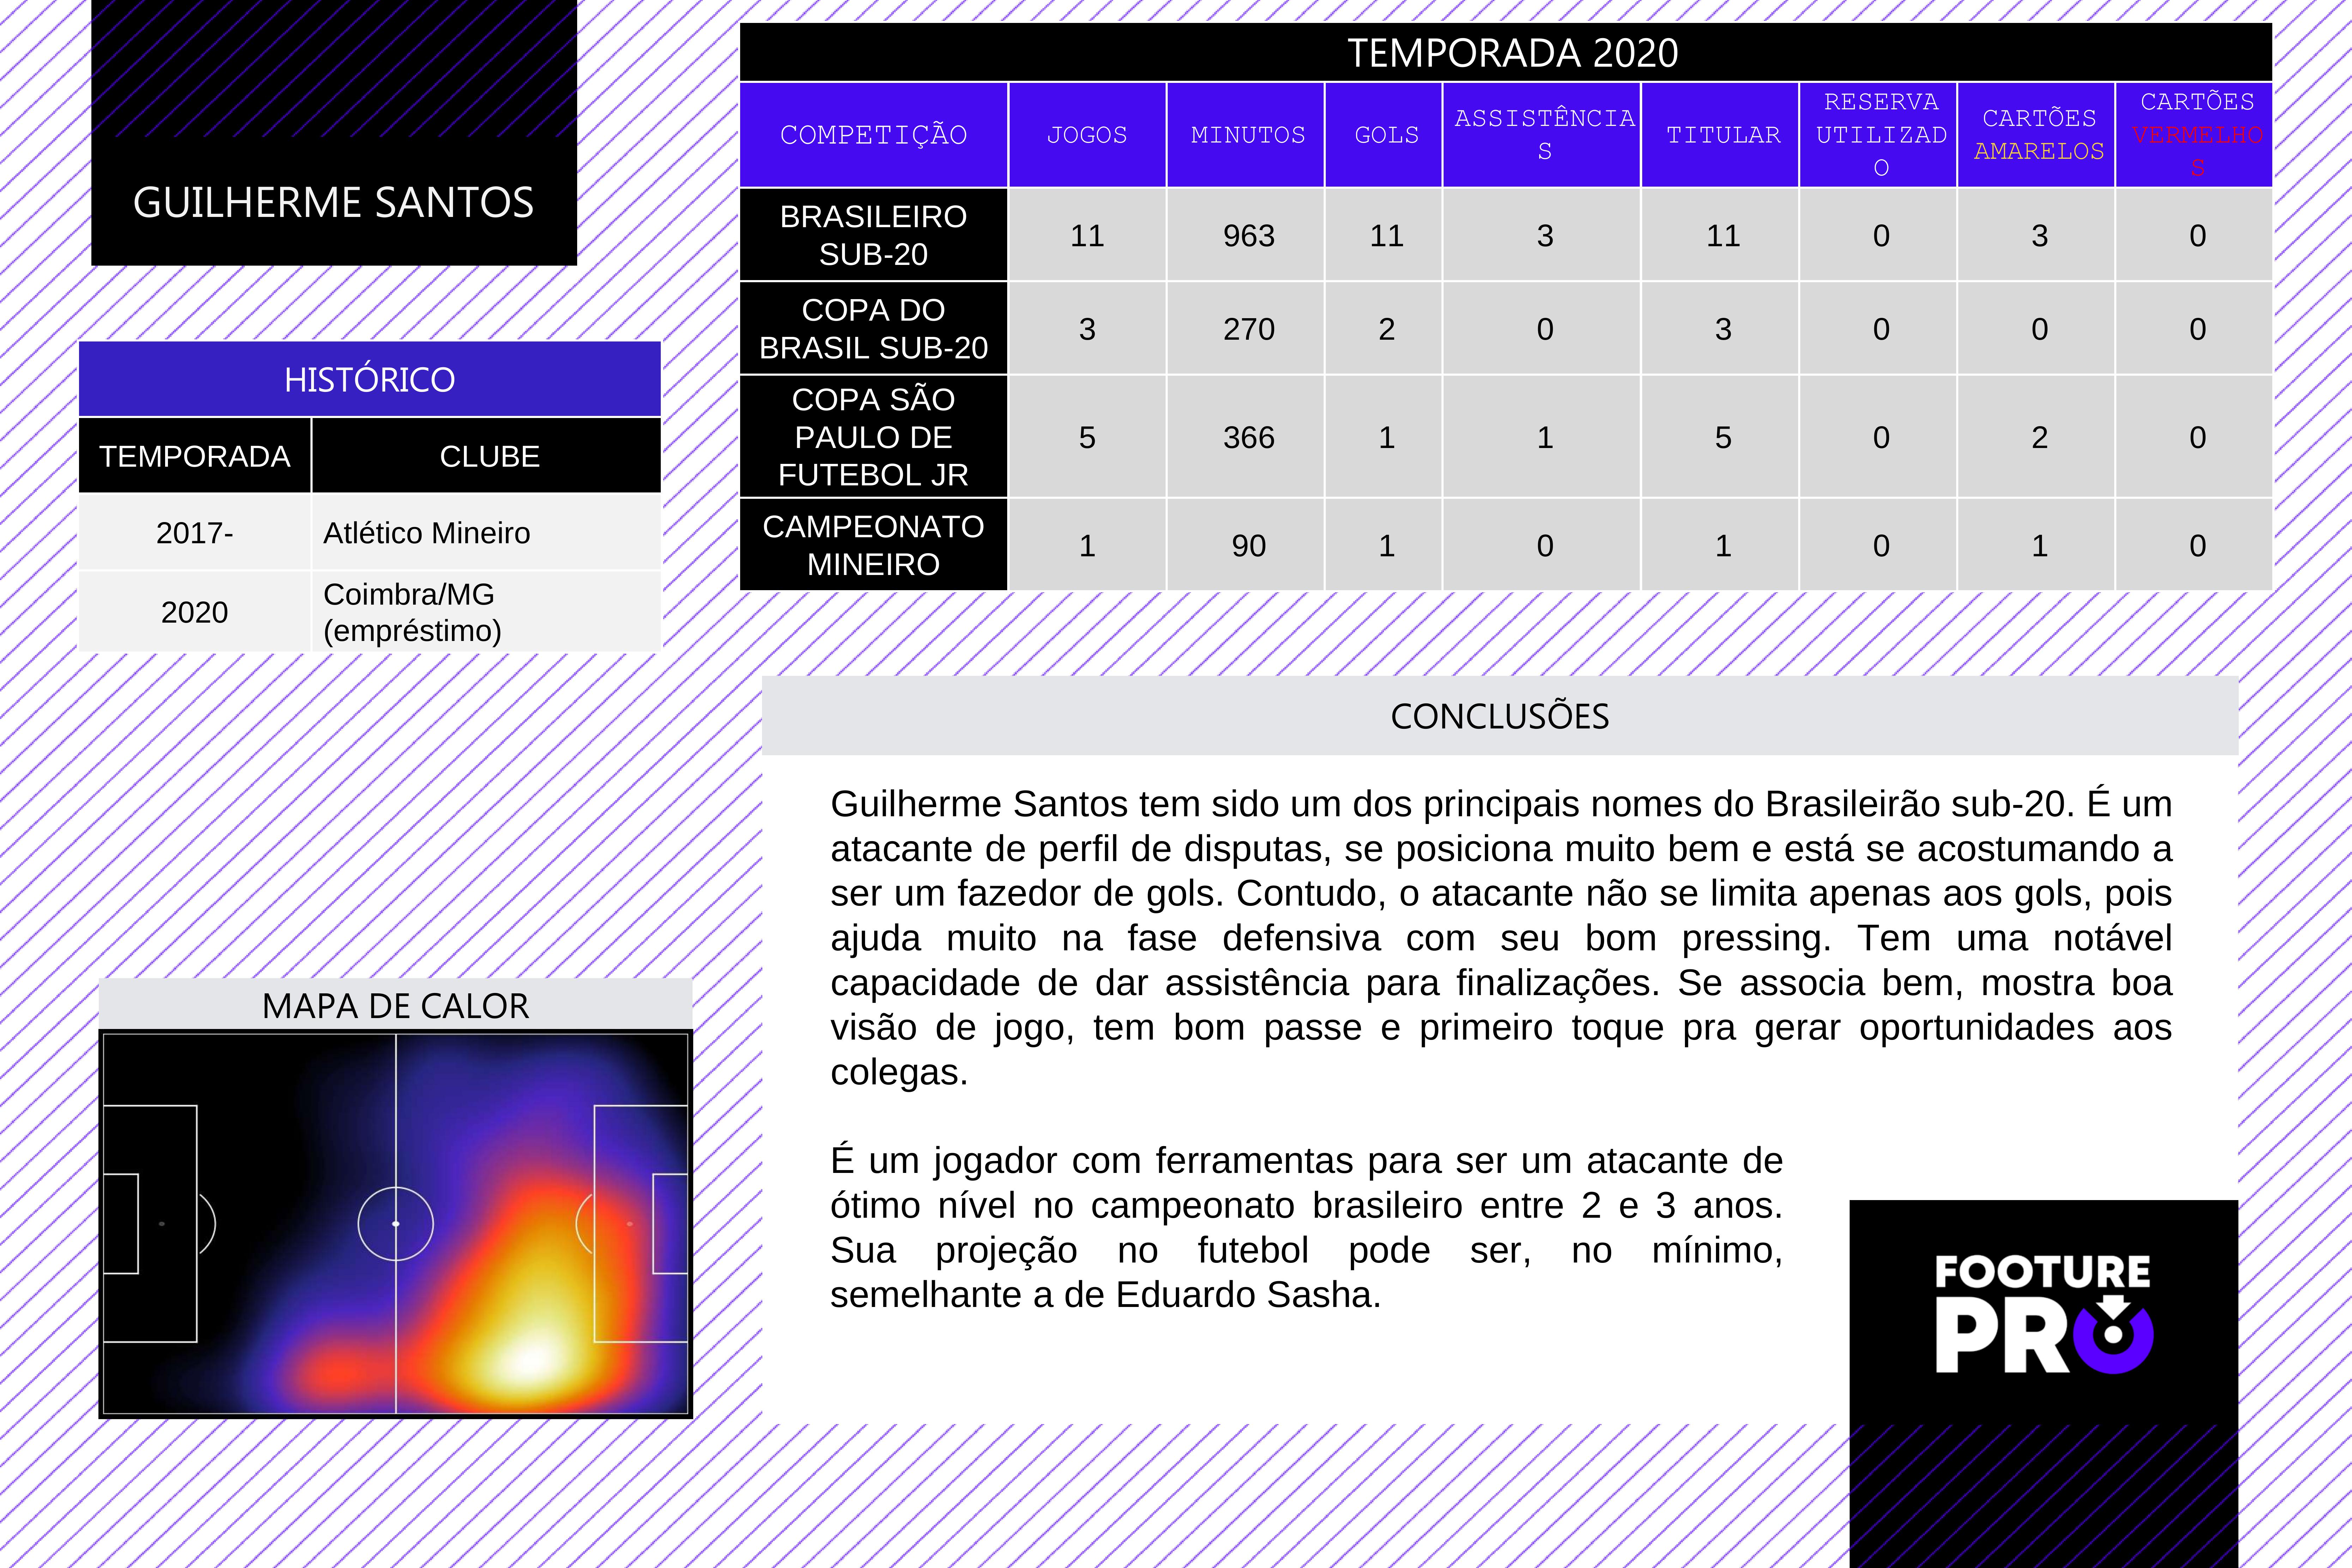 GUILHERME SANTOS
HISTÓRICO
TEMPORADA CLUBE
2017- Atlético Mineiro
2020 Coimbra/MG
(empréstimo)
MAPA DE CALOR
TEMPORADA 2020
COMPETIÇÃO JOGOS MINUTOS GOLS ASSISTÊNCIA
S TITULAR RESERVA
UTILIZAD
O CARTÕES
AMARELOS CARTÕES
VERMELHO
S
BRASILEIRO
SUB-20 11 963 11 3 11 0 3 0
COPA DO
BRASIL SUB-20 3 270 2 0 3 0 0 0
COPA SÃO
PAULO DE
FUTEBOL JR 5 366 1 1 5 0 2 0
CAMPEONATO
MINEIRO 1 90 1 0 1 0 1 0
CONCLUSÕES
Guilherme Santos tem sido um dos principais nomes do Brasileirão sub-20. É um
atacante de perfil de disputas, se posiciona muito bem e está se acostumando a
ser um fazedor de gols. Contudo, o atacante não se limita apenas aos gols, pois
ajuda muito na fase defensiva com seu bom pressing. Tem uma notável
capacidade de dar assistência para finalizações. Se associa bem, mostra boa
visão de jogo, tem bom passe e primeiro toque pra gerar oportunidades aos
colegas.
É um jogador com ferramentas para ser um atacante de
ótimo nível no campeonato brasileiro entre 2 e 3 anos.
Sua projeção no futebol pode ser, no mínimo,
semelhante a de Eduardo Sasha.
FOOTURE
PRO